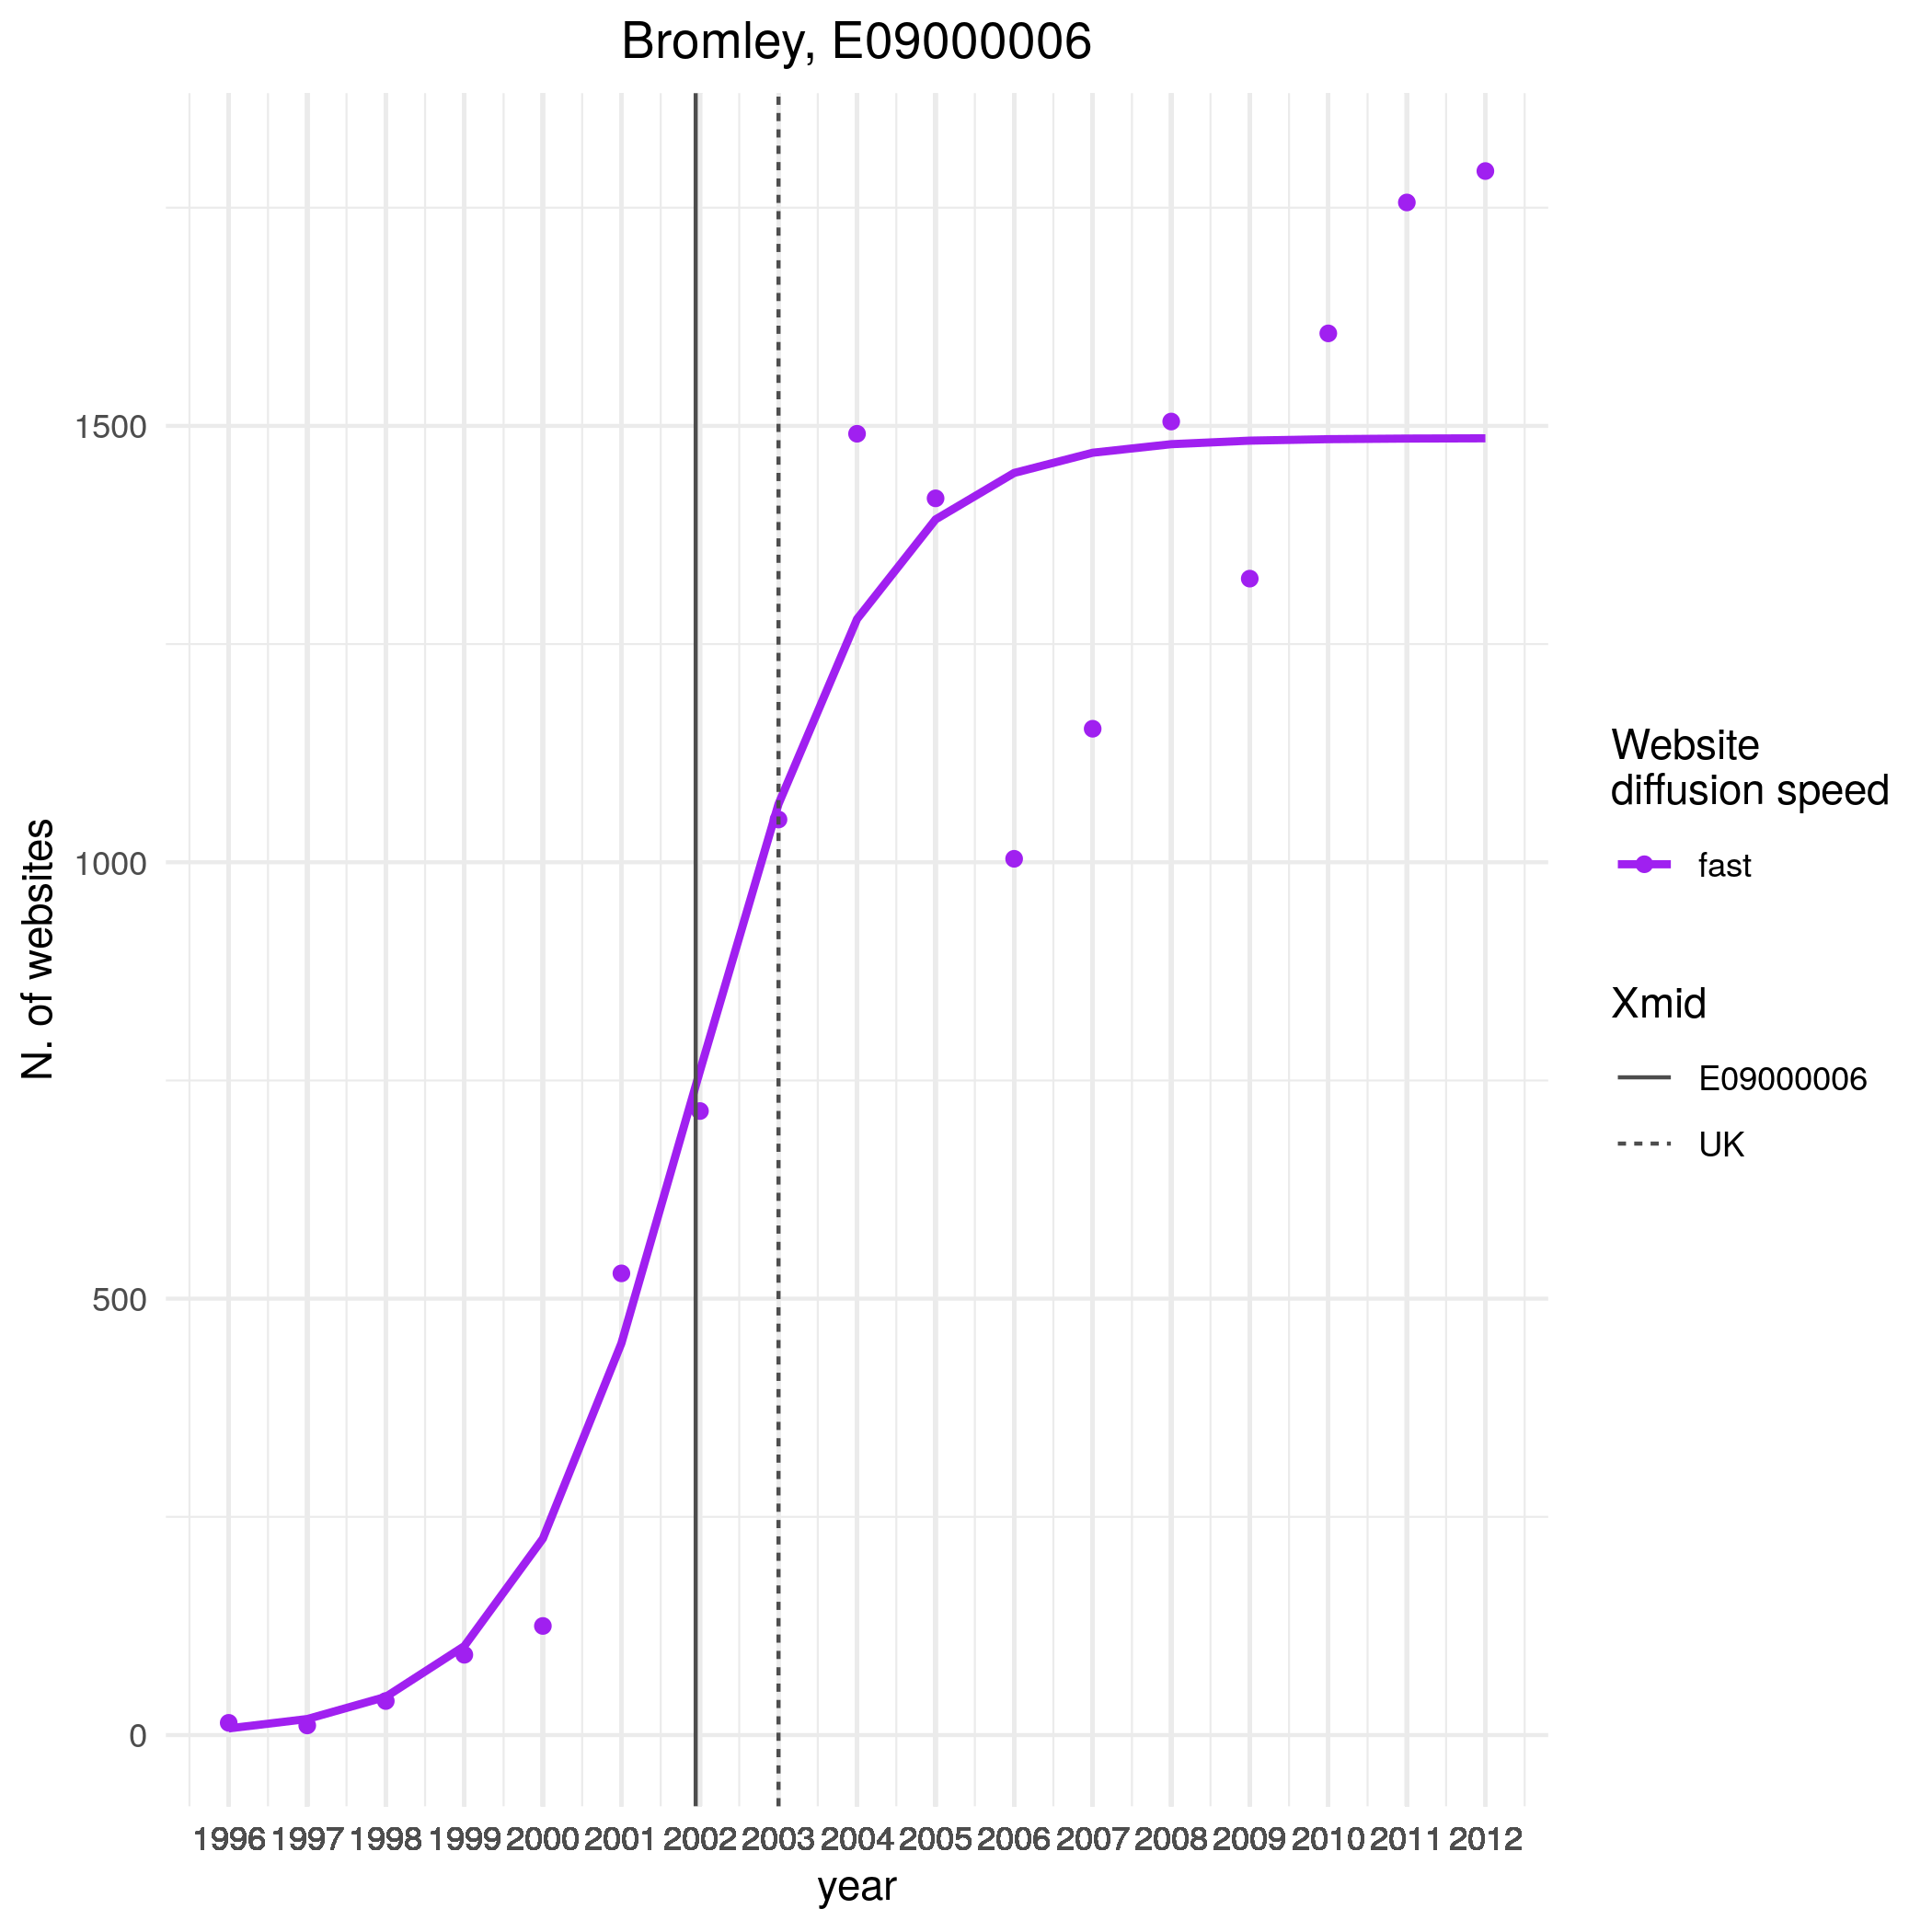 Bromley, E09000006
N. of websites
1500
1000
500
0
1996 1997 1998 1999 2000 2001 2002 2003 2004 2005 2006 2007 2008 2009 2010 2011 2012
year
Website
diffusion speed
fast
Xmid
E09000006
UK